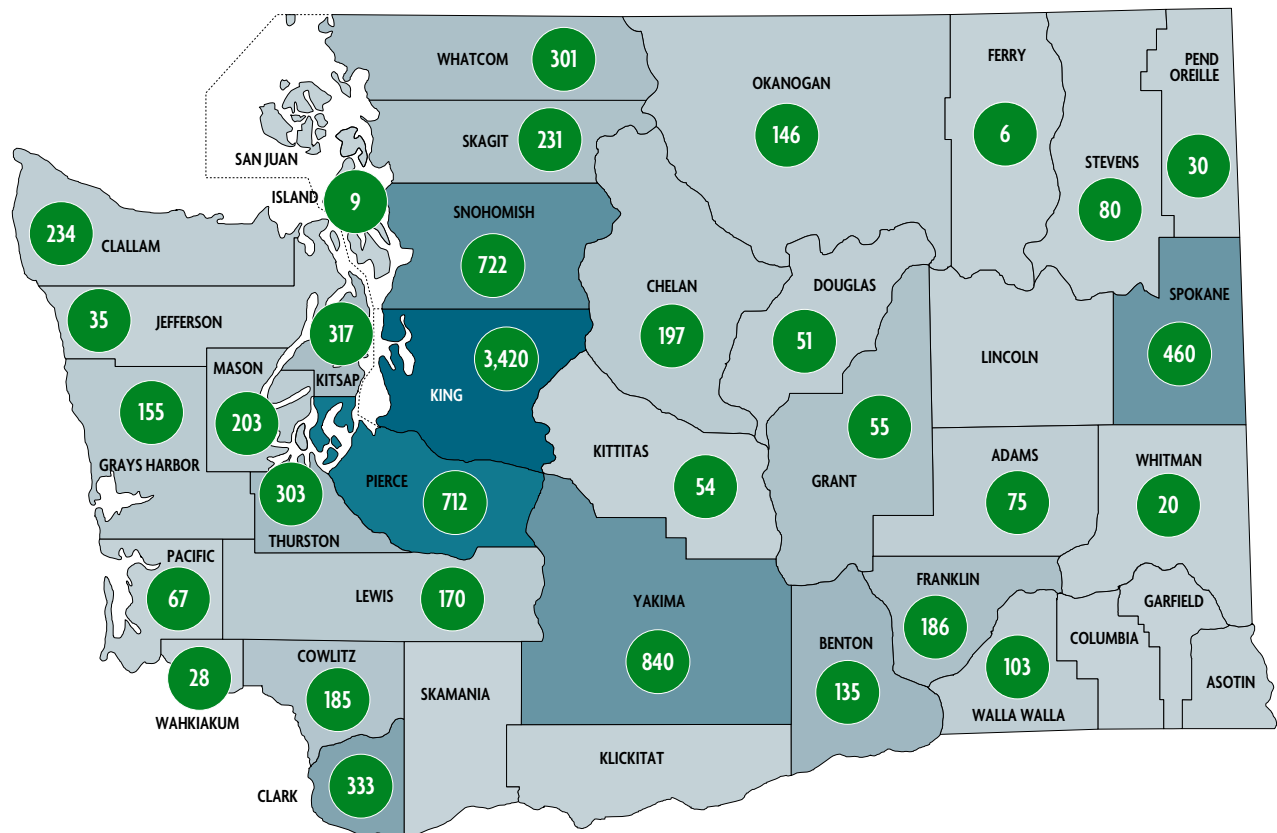 WHATCOM
301
OKANOGAN
146
FERRY
6
PEND
OREILLE
30
SKAGIT
231
SAN JUAN
ISLAND
9
STEVENS
80
234
CLALLAM
SNOHOMISH
722
CHELAN
197
DOUGLAS
51
SPOKANE
460
35
JEFFERSON
317
KITSAP
3,420
KING
LINCOLN
MASON
203
155
GRAYS HARBOR
55
GRANT
KITTITAS
54
ADAMS
75
WHITMAN
20
303
THURSTON
PIERCE
712
PACIFIC
67
LEWIS
170
YAKIMA
840
FRANKLIN
186
GARFIELD
COLUMBIA
ASOTIN
BENTON
135
103
WALLA WALLA
28
WAHKIAKUM
COWLITZ
185
SKAMANIA
KLICKITAT
CLARK
333